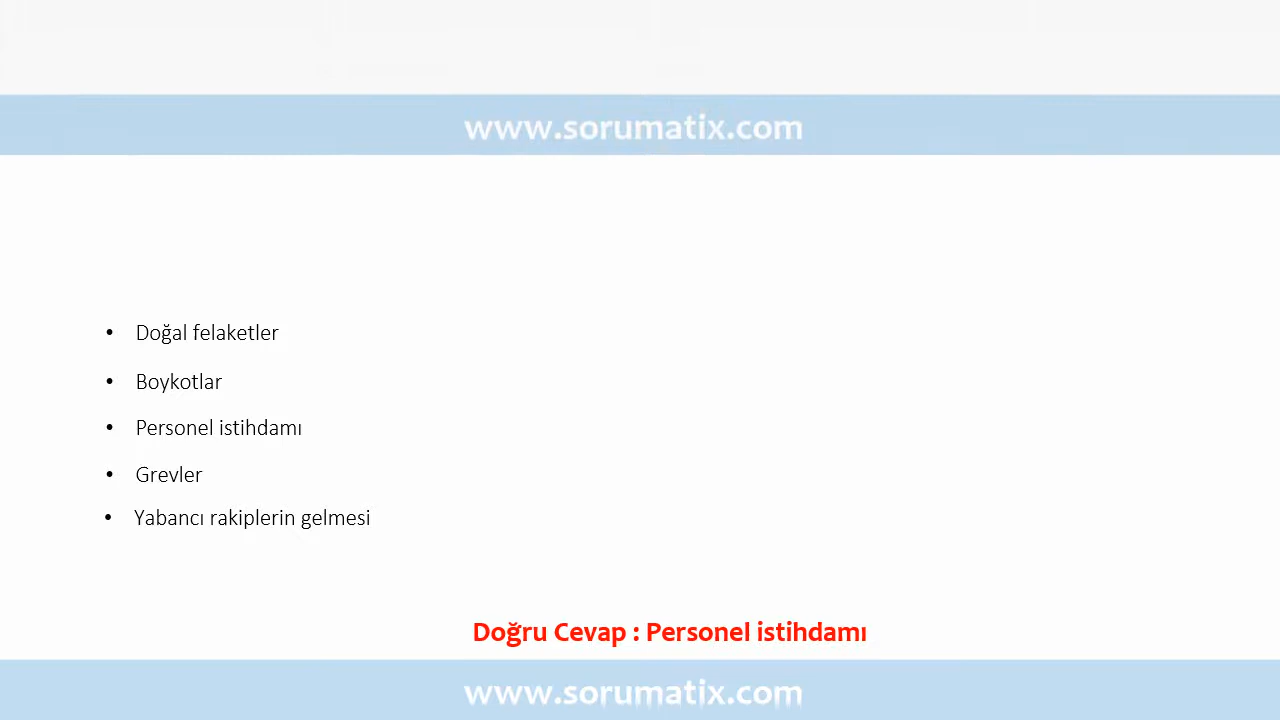 www.sorumatix.com
• Doğal felaketler
• Boykotlar
• Personel istihdamı
• Grevler
• Yabancı rakiplerin gelmesi
Doğru Cevap : Personel istihdamı
www.sorumatix.com